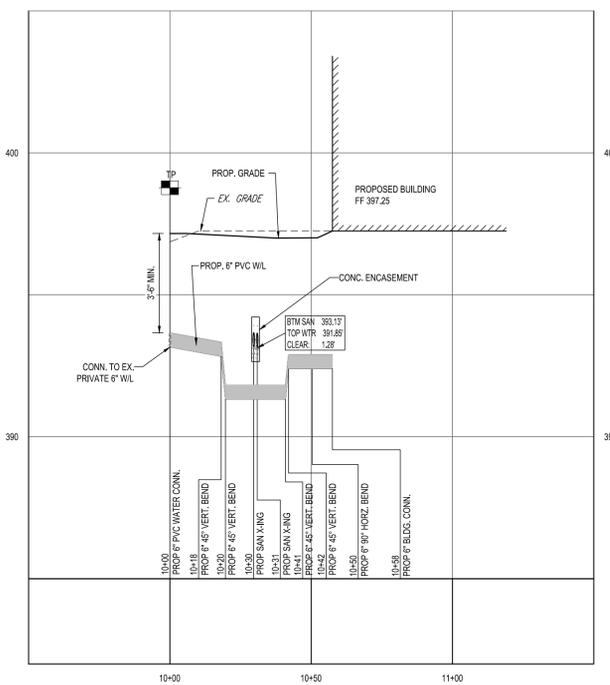 400
40
TP
PROP. GRADE
EX. GRADE
PROPOSED BUILDING
FF 397.25
3'-6" MIN.
PROP. 6" PVC W/L
CONC. ENCASEMENT
BTM SAN 393.13'
TOP WTR 391.85'
CLEAR: 1.28'
CONN. TO EX.
PRIVATE 6" W/L
390
39
10+00
PROP 6" PVC WATER CONN.
10+18
PROP 6" 45° VERT. BEND
10+20
PROP 6" 45° VERT. BEND
10+30
PROP SAN X-ING
10+31
PROP SAN X-ING
10+41
PROP 6" 45° VERT. BEND
10+42
PROP 6" 45° VERT. BEND
10+50
PROP 6" 90° HORZ. BEND
10+58
PROP 6" BLDG. CONN.
10+00
10+50
11+00